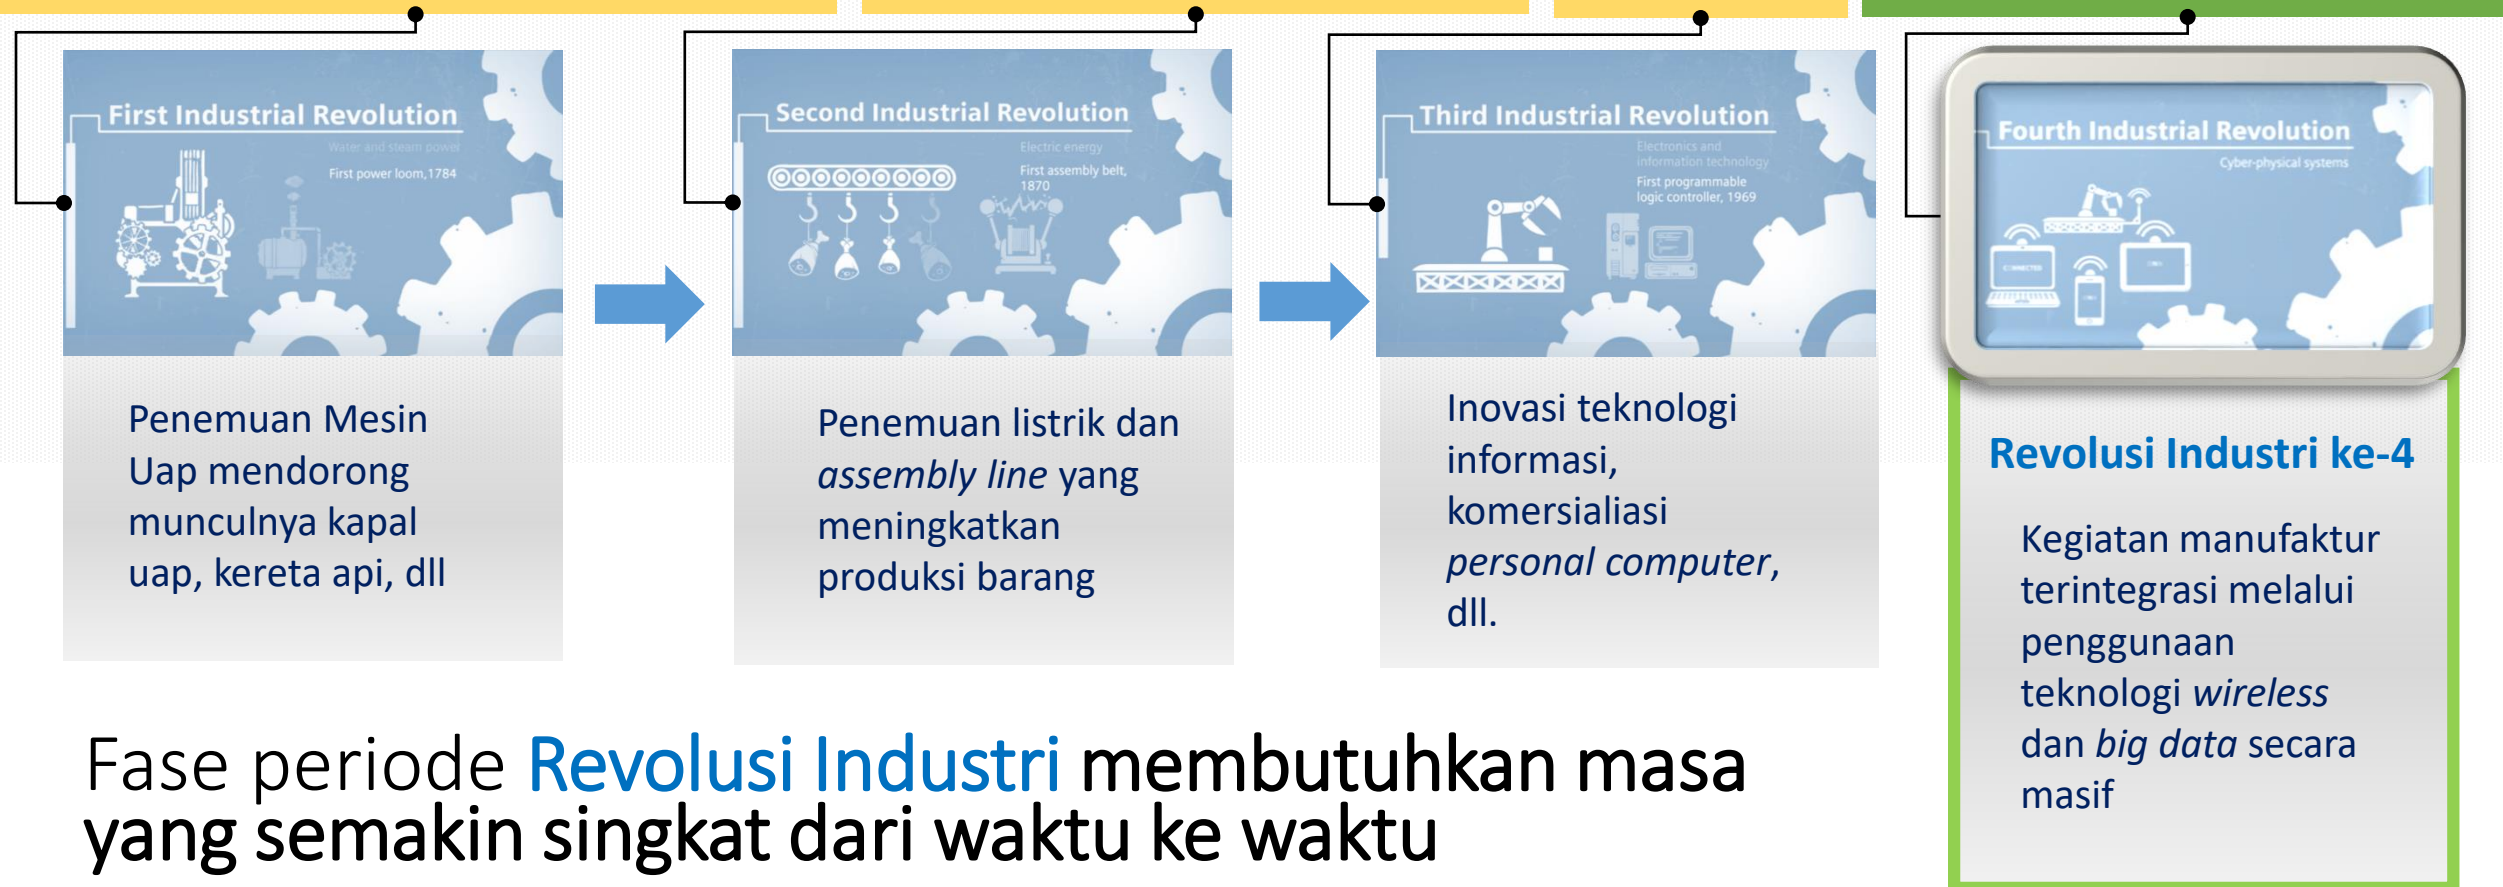 First Industrial Revolution
Water and steam power
First power loom,1784
Penemuan Mesin
Uap mendorong
munculnya kapal
uap, kereta api, dll
Second Industrial Revolution
Electric energy
First assembly belt,
1870
Penemuan listrik dan
assembly line yang
meningkatkan
produksi barang
Third Industrial Revolution
Electronics and
information technology
First programmable
logic controller, 1969
Inovasi teknologi
informasi,
komersialiasi
personal computer,
dll.
Fourth Industrial Revolution
Cyber-physical systems
CONNECTED
Revolusi Industri ke-4
Kegiatan manufaktur
terintegrasi melalui
penggunaan
teknologi wireless
dan big data secara
masif
Fase periode Revolusi Industri membutuhkan masa
yang semakin singkat dari waktu ke waktu